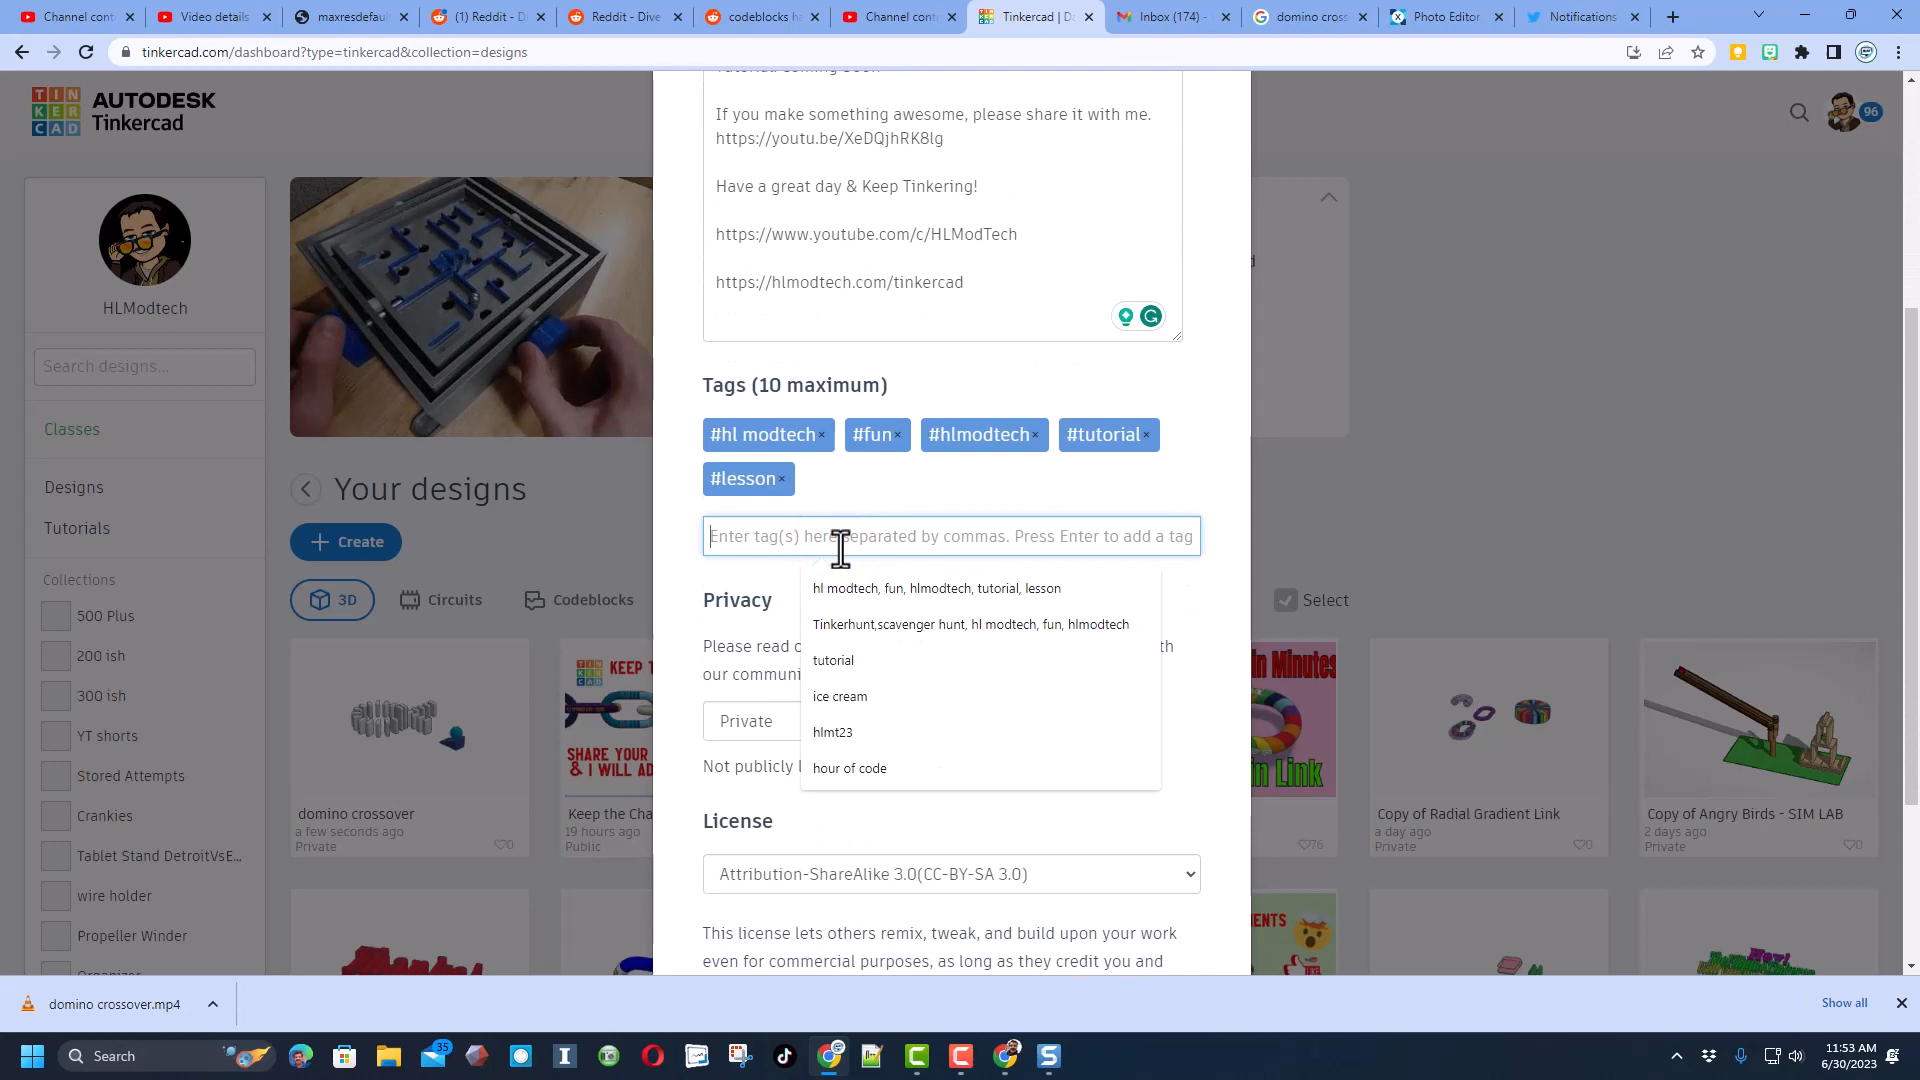 Channel cont
Video details
maxresdefaul
(1) Reddit - D
Reddit - Dive
codeblocks ha
Channel cont
Tinkercad | Da
Inbox (174) -
domino cross
Photo Editor
Notifications
tinkercad.com/dashboard?type=tinkercad&collection=designs
TIN
KER
CAD
AUTODESK
Tinkercad
96
HLModtech
Search designs...
Classes
Designs
Tutorials
Collections
500 Plus
200 ish
300 ish
YT shorts
Stored Attempts
Crankies
Tablet Stand DetroitVsE...
wire holder
Propeller Winder
Your designs
Create
3D
Circuits
Codeblocks
Select
domino crossover
a few seconds ago
Private
0
KEEP T
SHARE YOUR
& I WILL AD
Keep the Cha
19 hours ago
Public
in Minutes
in Link
76
Copy of Radial Gradient Link
a day ago
Private
0
Copy of Angry Birds - SIM LAB
2 days ago
Private
0
If you make something awesome, please share it with me.
https://youtu.be/XeDQjhRK8lg
Have a great day & Keep Tinkering!
https://www.youtube.com/c/HLModTech
https://hlmodtech.com/tinkercad
Tags (10 maximum)
#hl modtech×
#fun×
#hlmodtech×
#tutorial×
#lesson×
Enter tag(s) here separated by commas. Press Enter to add a tag
hl modtech, fun, hlmodtech, tutorial, lesson
Tinkerhunt,scavenger hunt, hl modtech, fun, hlmodtech
tutorial
ice cream
hlmt23
hour of code
Privacy
Please read o
th
our communi
Private
Not publicly l
License
Attribution-ShareAlike 3.0(CC-BY-SA 3.0)
This license lets others remix, tweak, and build upon your work
even for commercial purposes, as long as they credit you and
domino crossover.mp4
Show all
Search
35
11:53 AM
6/30/2023